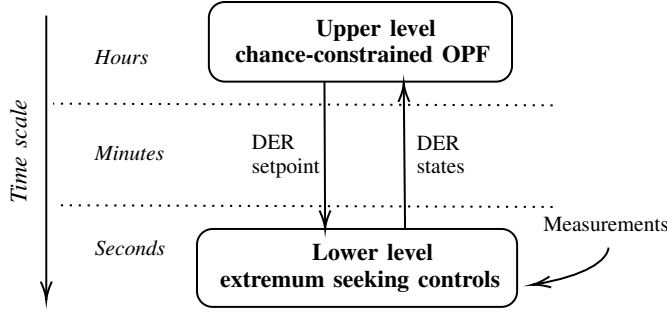 Upper level
chance-constrained OPF
Hours
Time scale
Minutes
DER
setpoint
DER
states
Seconds
Lower level
extremum seeking controls
Measurements